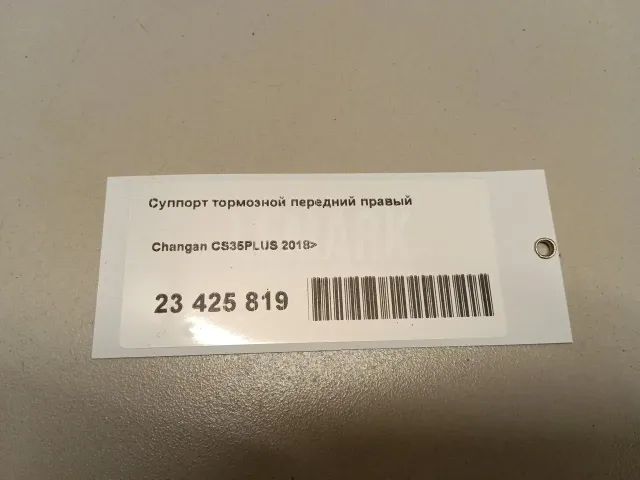 Суппорт тормозной передний правый
Changan CS35PLUS 2018>
23 425 819